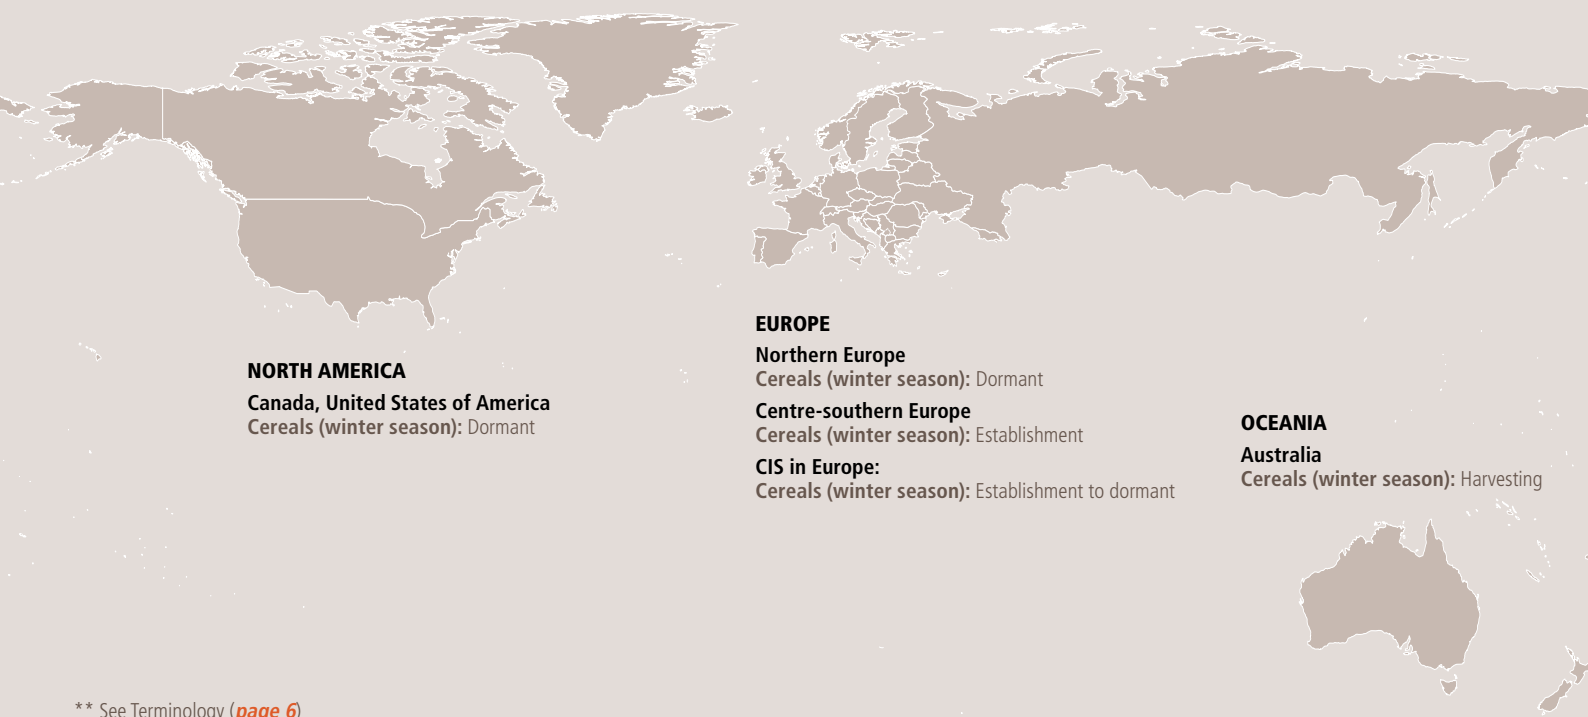 NORTH AMERICA
Canada, United States of America
Cereals (winter season): Dormant
EUROPE
Northern Europe
Cereals (winter season): Dormant
Centre-southern Europe
Cereals (winter season): Establishment
CIS in Europe:
Cereals (winter season): Establishment to dormant
OCEANIA
Australia
Cereals (winter season): Harvesting
** See Terminology (page 6)